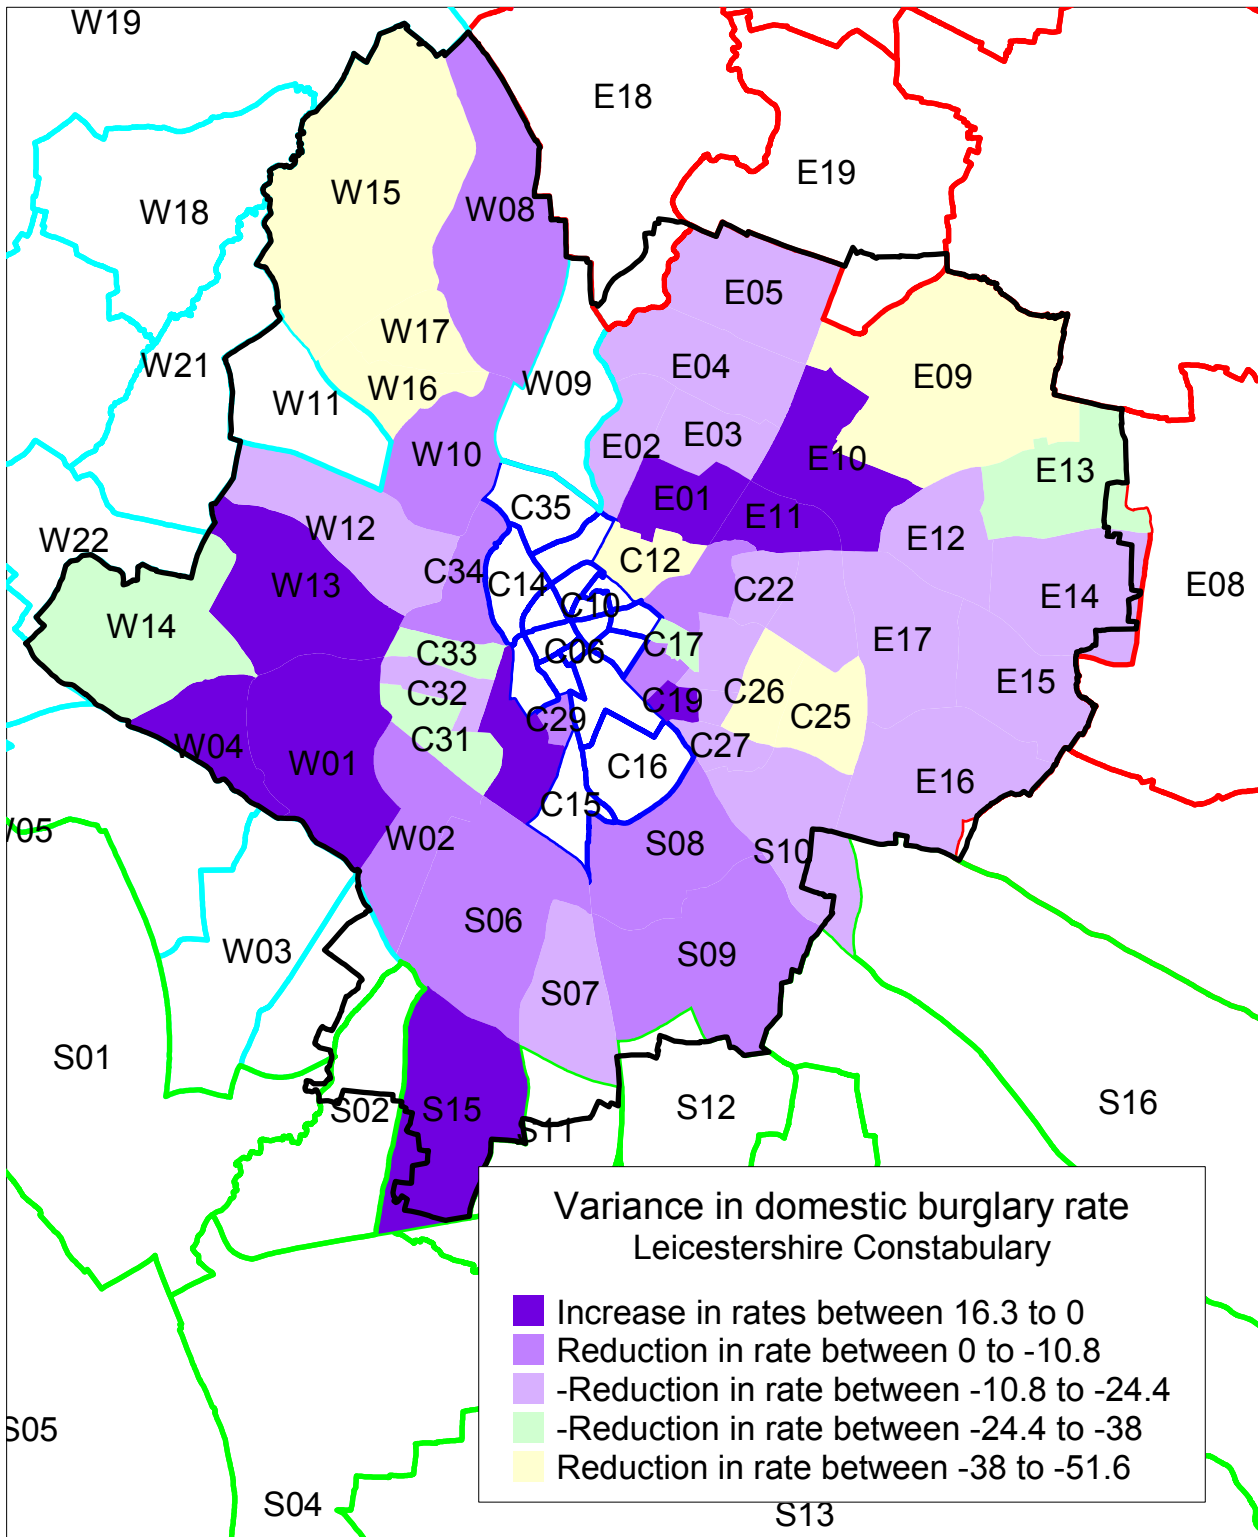 W19
E18
E19
W15
W18
W08
E05
W17
W21
E04
E09
W16
W09
W11
E03
E02
W10
E10
E13
E01
C35
E11
W12
E12
W22
C12
C34
C14
C22
W13
E08
C10
E14
W14
E17
C17
C33
C06
E15
C32
C26
C19
C25
C29
C31
C27
W04
W01
C16
E16
C15
W05
W02
S08
S10
S06
W03
S09
S07
S01
S16
S02
S15
S12
S11
Variance in domestic burglary rate
Leicestershire Constabulary
Increase in rates between 16.3 to 0
Reduction in rate between 0 to -10.8
-Reduction in rate between -10.8 to -24.4
-Reduction in rate between -24.4 to -38
Reduction in rate between -38 to -51.6
S05
S04
S13